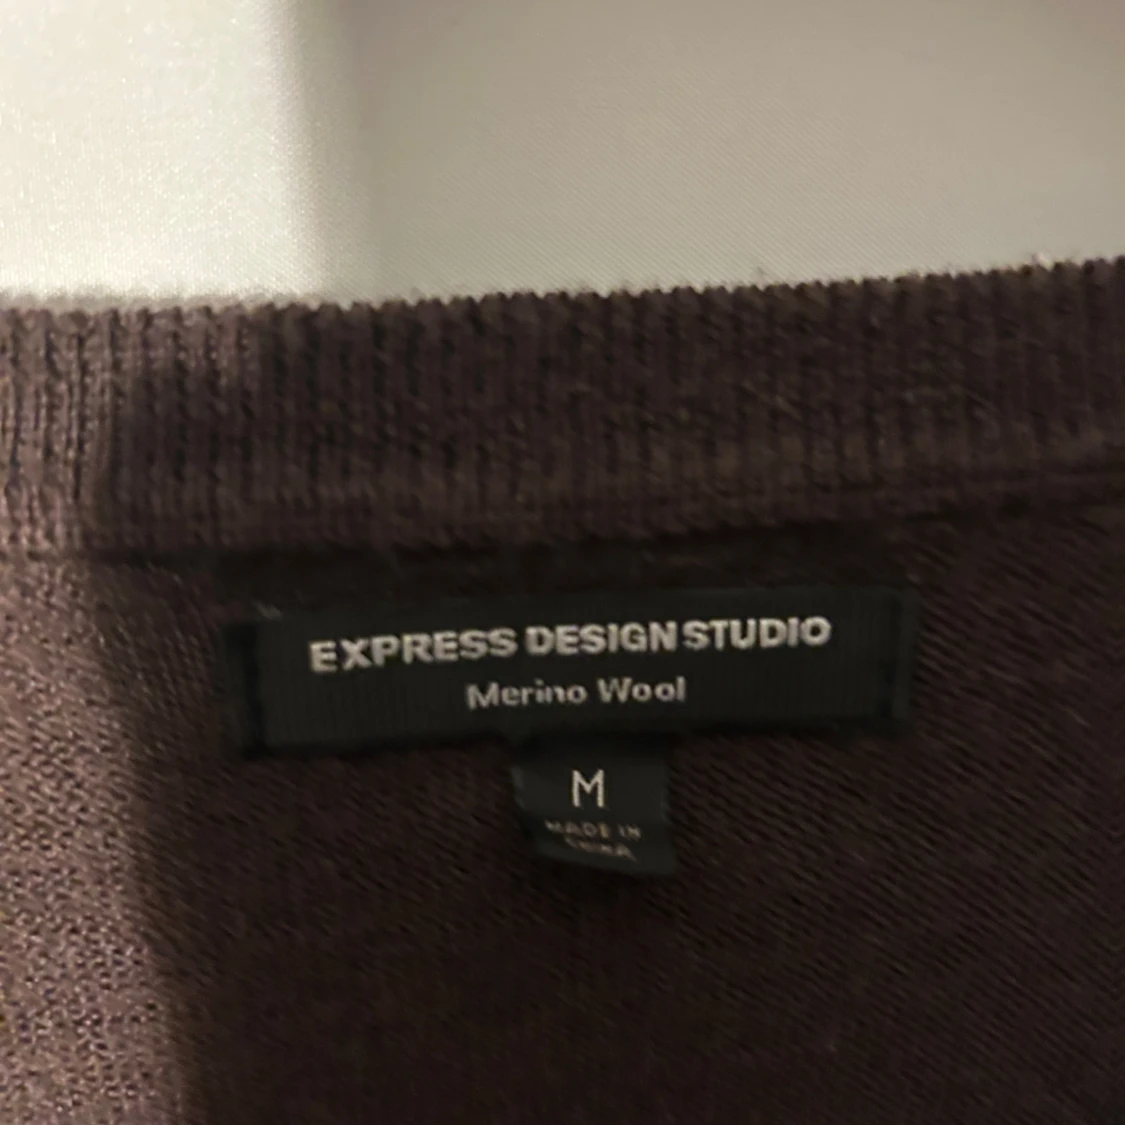 EXPRESS DESIGN STUDIO
Merino Wool
M
MADE IN
CHINA